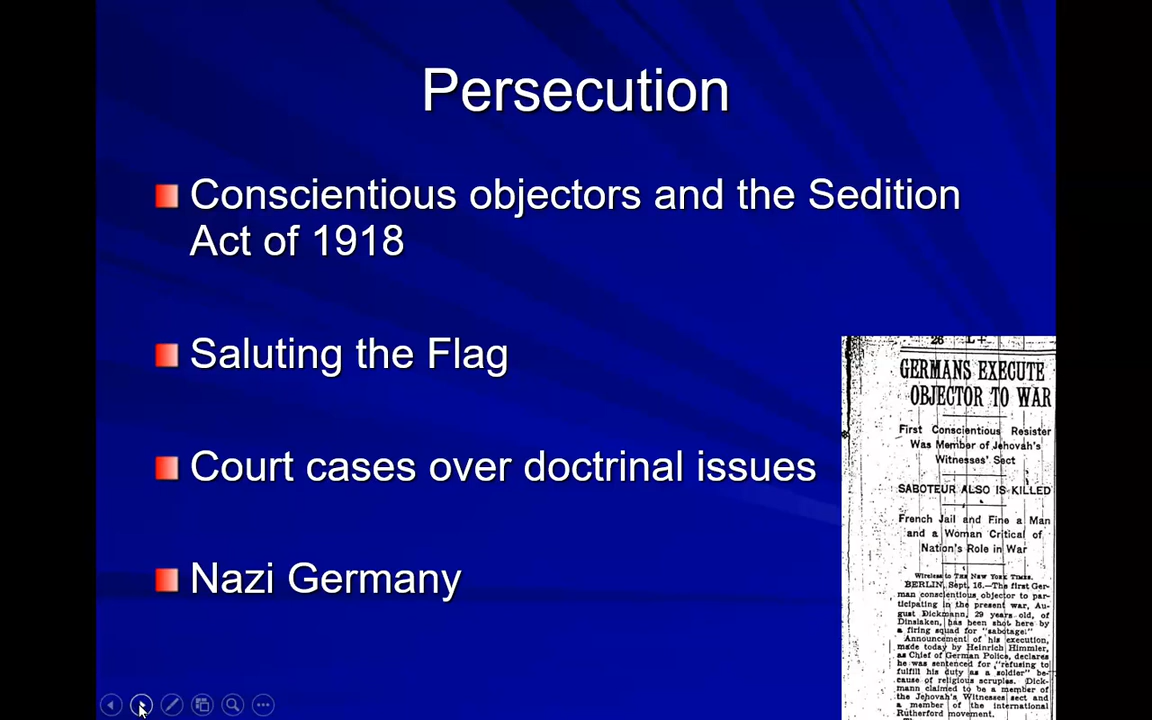 Persecution
Conscientious objectors and the Sedition
Act of 1918
Saluting the Flag
Court cases over doctrinal issues
Nazi Germany
26 L+
GERMANS EXECUTE
OBJECTOR TO WAR
First Conscientious Resister
Was Member of Jehovah's
Witnesses' Sect
SABOTEUR ALSO IS KILLED
French Jail and Fine a Man
and a Woman Critical of
Nation's Role in War
Wireless to THE NEW YORK TIMES.
BERLIN, Sept. 16.—The first Ger-
man conscientious objector to par-
ticipating in the present war, Au-
gust Dickmann, 29 years old, of
Dinslaken, has been shot here by
a firing squad for "sabotage."
Announcement of his execution,
made today by Heinrich Himmler,
as Chief of German Police, declares
he was sentenced for "refusing to
fulfill his duty as a soldier" be-
cause of religious scruples. Dick-
mann claimed to be a member of
the Jehovah's Witnesses sect and
a member of the international
Rutherford movement.